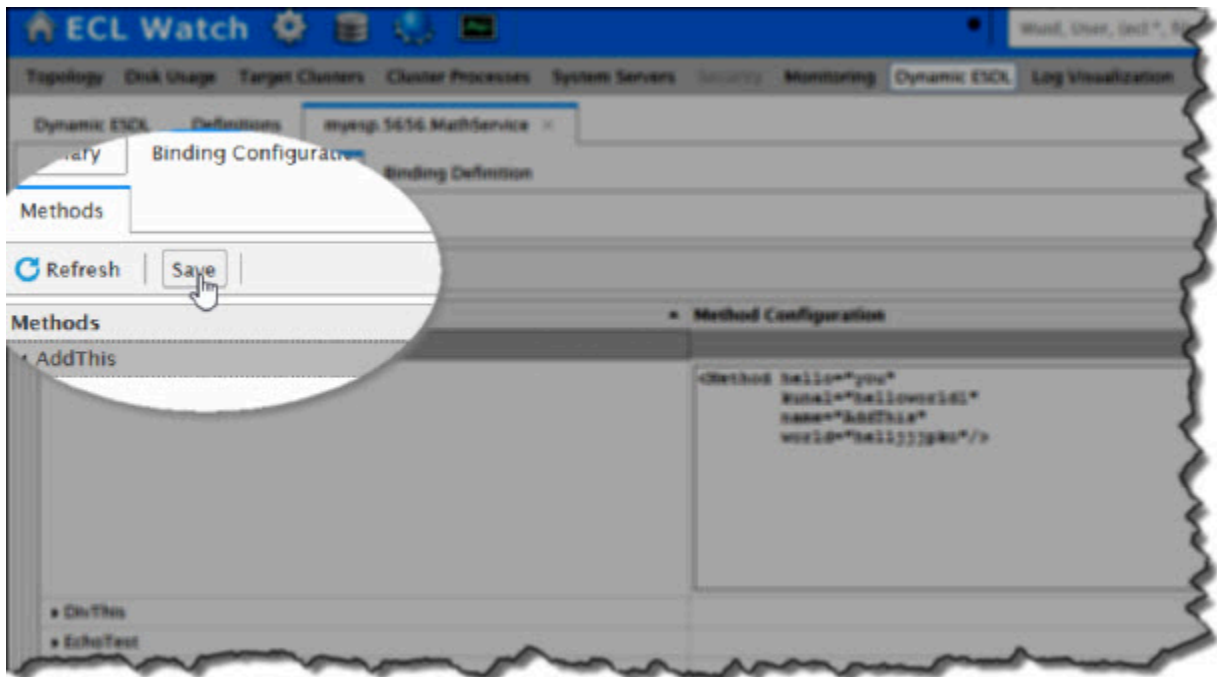 ECL Watch
Topology Disk Usage Target Clusters Cluster Processes System Servers Security Monitoring Dynamic ESDL Log Visualization
Dynamic ESDL Definitions myesp.5656.MathService
Binding Configuration Binding Definition
Methods
Refresh Save
Methods Method Configuration
AddThis
<Method hello="you"
name="AddThis"
DivThis
EchoTest